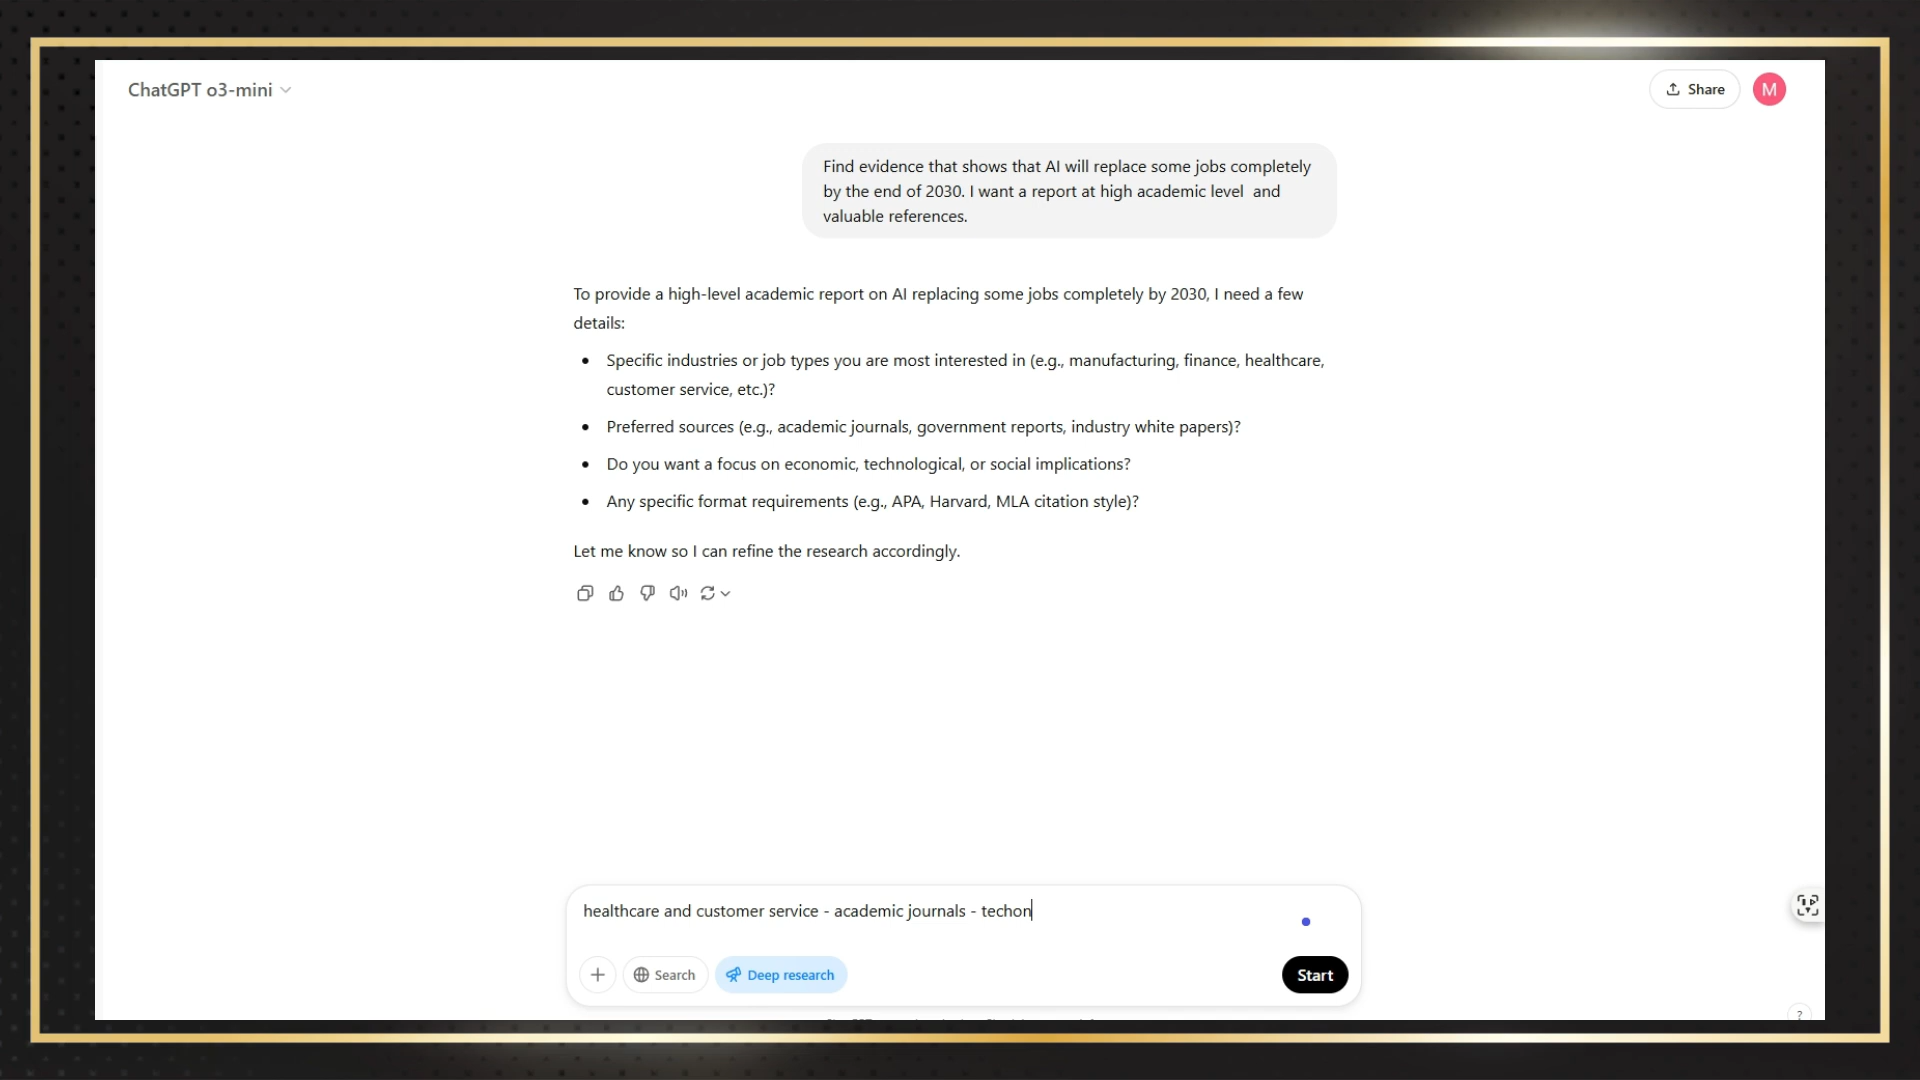 ChatGPT o3-mini
Share
M
Find evidence that shows that AI will replace some jobs completely
by the end of 2030. I want a report at high academic level and
valuable references.
To provide a high-level academic report on AI replacing some jobs completely by 2030, I need a few
details:
• Specific industries or job types you are most interested in (e.g., manufacturing, finance, healthcare,
customer service, etc.)?
• Preferred sources (e.g., academic journals, government reports, industry white papers)?
• Do you want a focus on economic, technological, or social implications?
• Any specific format requirements (e.g., APA, Harvard, MLA citation style)?
Let me know so I can refine the research accordingly.
healthcare and customer service - academic journals - techon
Search
Deep research
Start
?